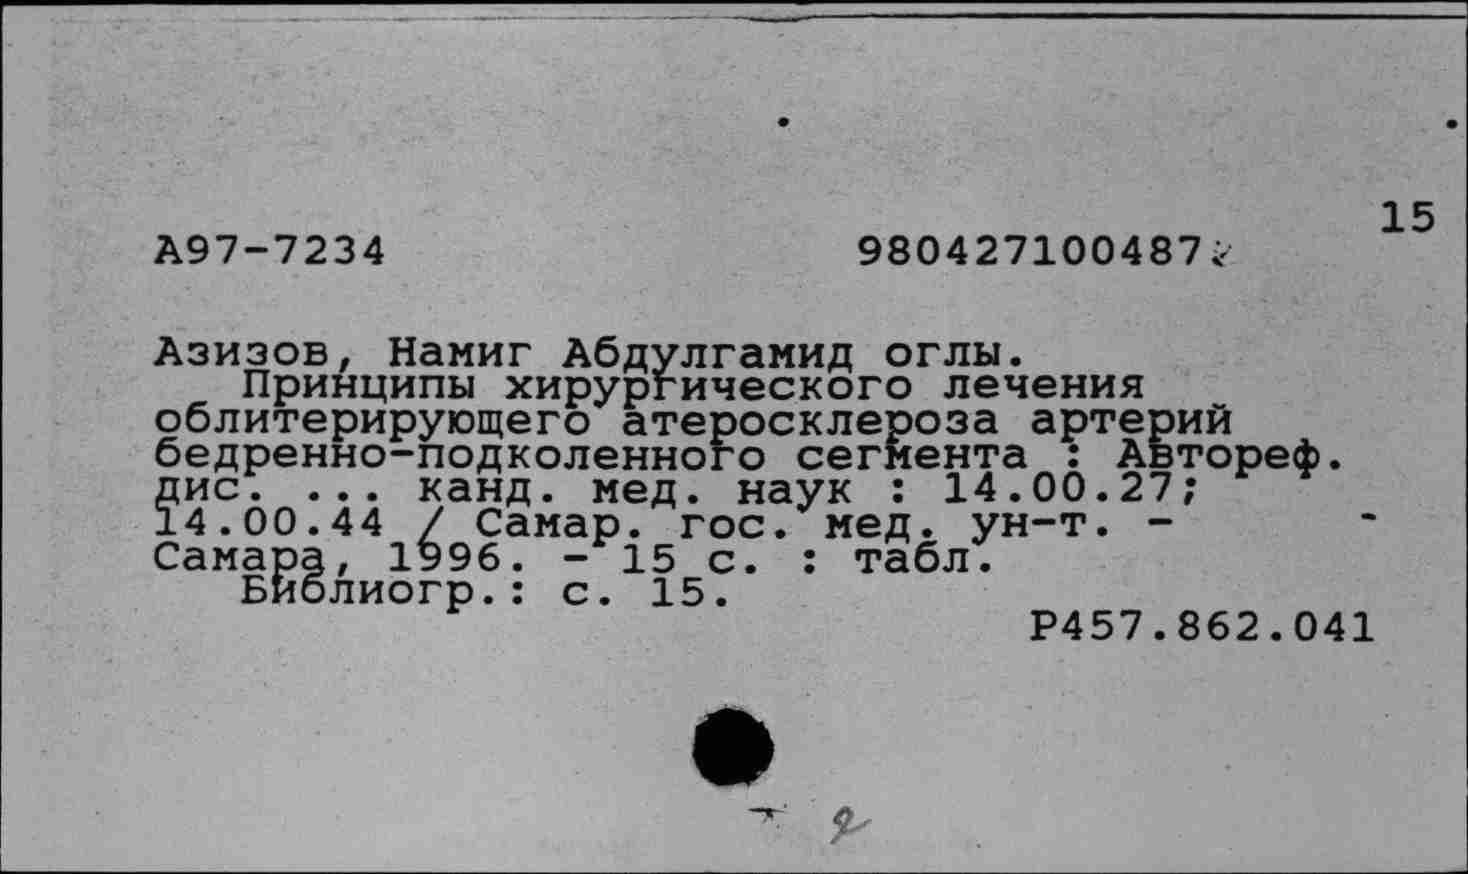 15
А97-7234 980427100487
Азизов, Намиг Абдулгамид оглы.
Принципы хирургического лечения
облитерирующего атеросклероза артерий
бедренно-подколенного сегмента : Автореф.
дис. ... канд. мед. наук : 14.00.27;
14.00.44 / Самар. гос. мед. ун-т. -
Самара, 1996. - 15 с. : табл.
Библиогр.: с. 15.
Р457.862.041